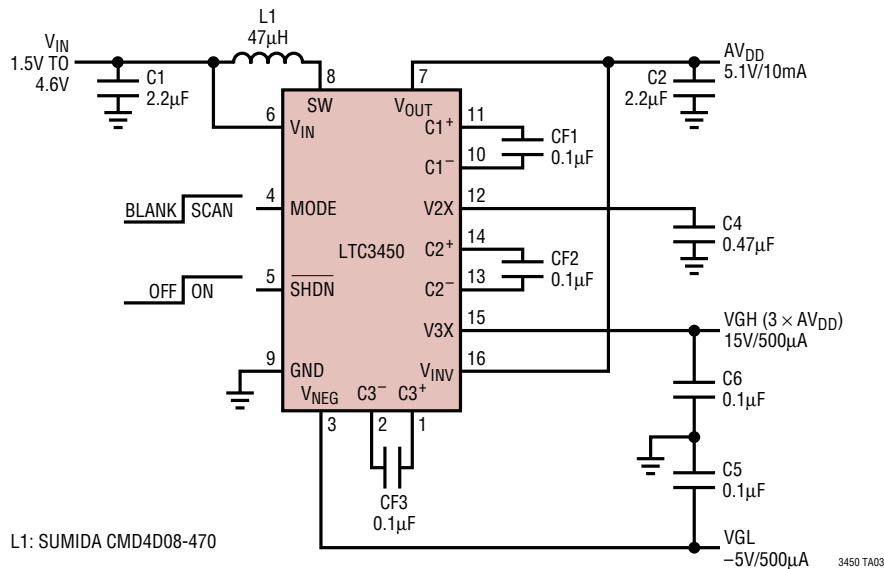 L1
47µH
V_IN
1.5V TO
4.6V
C1
2.2µF
8
7
AV_DD
5.1V/10mA
C2
2.2µF
SW
V_OUT
6
V_IN
C1+
11
CF1
0.1µF
C1–
10
BLANK SCAN
4
MODE
V2X
12
C4
0.47µF
LTC3450
C2+
14
CF2
0.1µF
OFF ON
5
SHDN
C2–
13
V3X
15
VGH (3 × AV_DD)
15V/500µA
9
GND
V_INV
16
C6
0.1µF
V_NEG
C3–
C3+
3
2
1
C5
0.1µF
CF3
0.1µF
L1: SUMIDA CMD4D08-470
VGL
–5V/500µA
3450 TA03